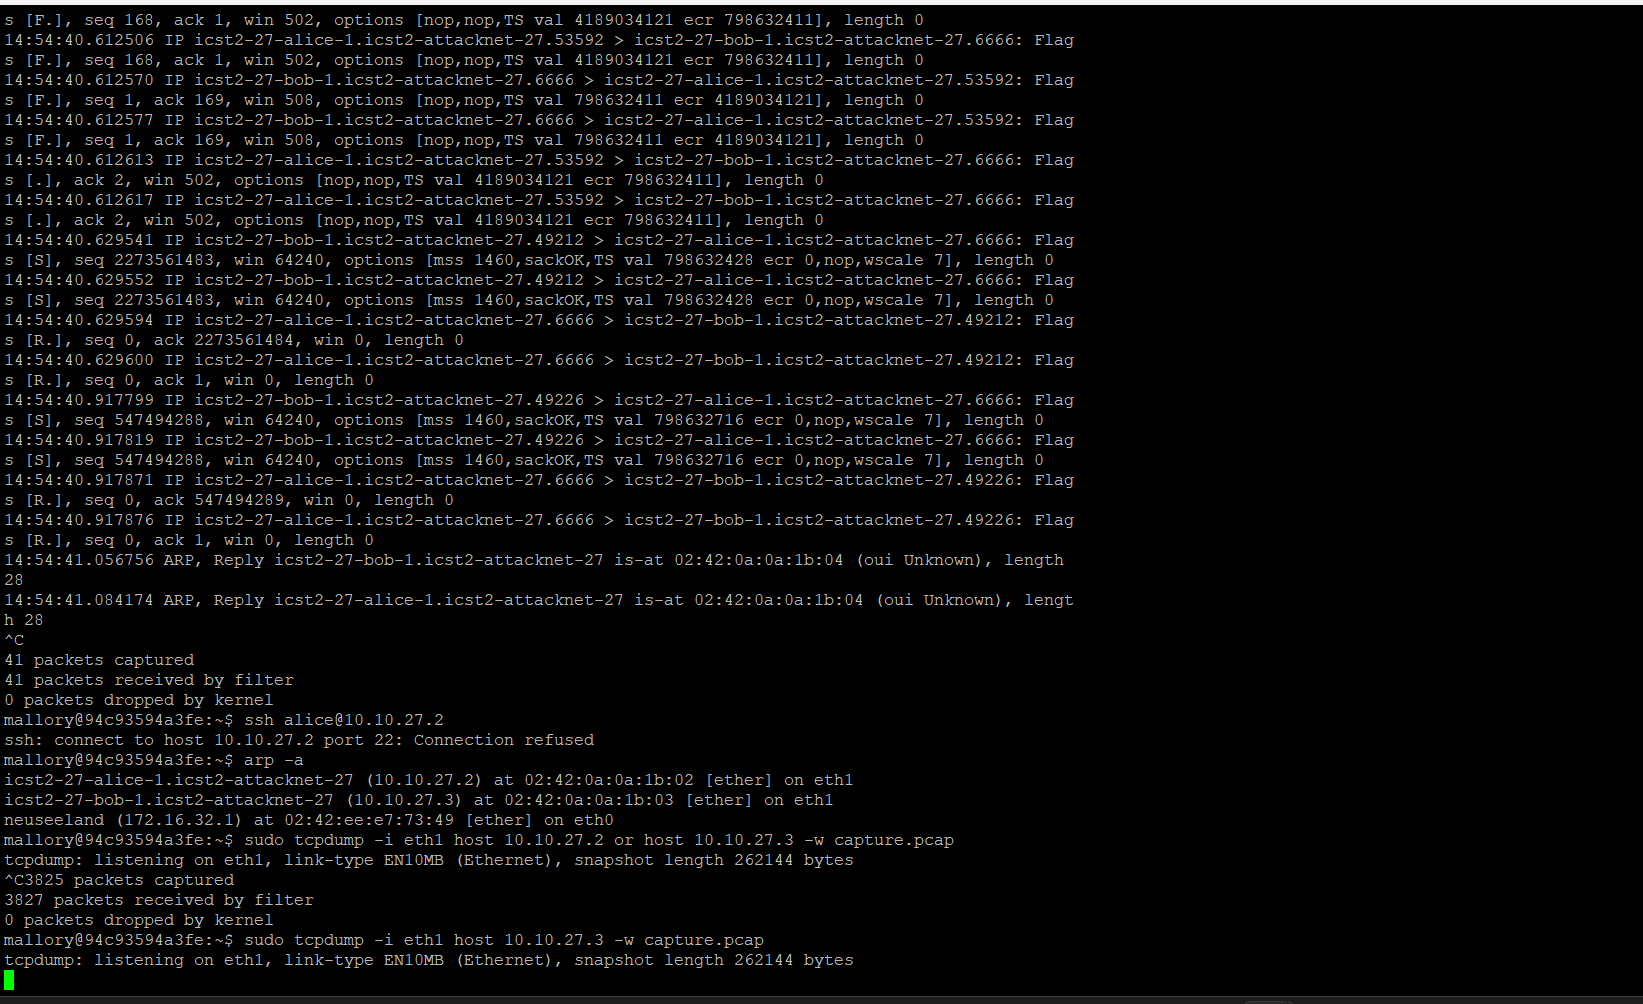 s [F.], seq 168, ack 1, win 502, options [nop,nop,TS val 4189034121 ecr 798632411], length 0
14:54:40.612506 IP icst2-27-alice-1.icst2-attacknet-27.53592 > icst2-27-bob-1.icst2-attacknet-27.6666: Flag
s [F.], seq 168, ack 1, win 502, options [nop,nop,TS val 4189034121 ecr 798632411], length 0
14:54:40.612570 IP icst2-27-bob-1.icst2-attacknet-27.6666 > icst2-27-alice-1.icst2-attacknet-27.53592: Flag
s [F.], seq 1, ack 169, win 508, options [nop,nop,TS val 798632411 ecr 4189034121], length 0
14:54:40.612577 IP icst2-27-bob-1.icst2-attacknet-27.6666 > icst2-27-alice-1.icst2-attacknet-27.53592: Flag
s [F.], seq 1, ack 169, win 508, options [nop,nop,TS val 798632411 ecr 4189034121], length 0
14:54:40.612613 IP icst2-27-alice-1.icst2-attacknet-27.53592 > icst2-27-bob-1.icst2-attacknet-27.6666: Flag
s [.], ack 2, win 502, options [nop,nop,TS val 4189034121 ecr 798632411], length 0
14:54:40.612617 IP icst2-27-alice-1.icst2-attacknet-27.53592 > icst2-27-bob-1.icst2-attacknet-27.6666: Flag
s [.], ack 2, win 502, options [nop,nop,TS val 4189034121 ecr 798632411], length 0
14:54:40.629541 IP icst2-27-bob-1.icst2-attacknet-27.49212 > icst2-27-alice-1.icst2-attacknet-27.6666: Flag
s [S], seq 2273561483, win 64240, options [mss 1460,sackOK,TS val 798632428 ecr 0,nop,wscale 7], length 0
14:54:40.629552 IP icst2-27-bob-1.icst2-attacknet-27.49212 > icst2-27-alice-1.icst2-attacknet-27.6666: Flag
s [S], seq 2273561483, win 64240, options [mss 1460,sackOK,TS val 798632428 ecr 0,nop,wscale 7], length 0
14:54:40.629594 IP icst2-27-alice-1.icst2-attacknet-27.6666 > icst2-27-bob-1.icst2-attacknet-27.49212: Flag
s [R.], seq 0, ack 2273561484, win 0, length 0
14:54:40.629600 IP icst2-27-alice-1.icst2-attacknet-27.6666 > icst2-27-bob-1.icst2-attacknet-27.49212: Flag
s [R.], seq 0, ack 1, win 0, length 0
14:54:40.917799 IP icst2-27-bob-1.icst2-attacknet-27.49226 > icst2-27-alice-1.icst2-attacknet-27.6666: Flag
s [S], seq 547494288, win 64240, options [mss 1460,sackOK,TS val 798632716 ecr 0,nop,wscale 7], length 0
14:54:40.917819 IP icst2-27-bob-1.icst2-attacknet-27.49226 > icst2-27-alice-1.icst2-attacknet-27.6666: Flag
s [S], seq 547494288, win 64240, options [mss 1460,sackOK,TS val 798632716 ecr 0,nop,wscale 7], length 0
14:54:40.917871 IP icst2-27-alice-1.icst2-attacknet-27.6666 > icst2-27-bob-1.icst2-attacknet-27.49226: Flag
s [R.], seq 0, ack 547494289, win 0, length 0
14:54:40.917876 IP icst2-27-alice-1.icst2-attacknet-27.6666 > icst2-27-bob-1.icst2-attacknet-27.49226: Flag
s [R.], seq 0, ack 1, win 0, length 0
14:54:41.056756 ARP, Reply icst2-27-bob-1.icst2-attacknet-27 is-at 02:42:0a:0a:1b:04 (oui Unknown), length
28
14:54:41.084174 ARP, Reply icst2-27-alice-1.icst2-attacknet-27 is-at 02:42:0a:0a:1b:04 (oui Unknown), lengt
h 28
^C
41 packets captured
41 packets received by filter
0 packets dropped by kernel
mallory@94c93594a3fe:~$ ssh alice@10.10.27.2
ssh: connect to host 10.10.27.2 port 22: Connection refused
mallory@94c93594a3fe:~$ arp -a
icst2-27-alice-1.icst2-attacknet-27 (10.10.27.2) at 02:42:0a:0a:1b:02 [ether] on eth1
icst2-27-bob-1.icst2-attacknet-27 (10.10.27.3) at 02:42:0a:0a:1b:03 [ether] on eth1
neuseeland (172.16.32.1) at 02:42:ee:e7:73:49 [ether] on eth0
mallory@94c93594a3fe:~$ sudo tcpdump -i eth1 host 10.10.27.2 or host 10.10.27.3 -w capture.pcap
tcpdump: listening on eth1, link-type EN10MB (Ethernet), snapshot length 262144 bytes
^C3825 packets captured
3827 packets received by filter
0 packets dropped by kernel
mallory@94c93594a3fe:~$ sudo tcpdump -i eth1 host 10.10.27.3 -w capture.pcap
tcpdump: listening on eth1, link-type EN10MB (Ethernet), snapshot length 262144 bytes